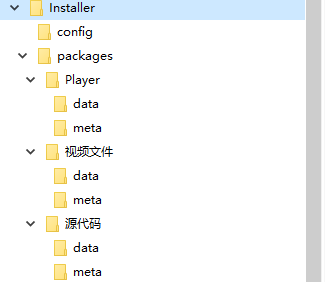 Installer
config
packages
Player
data
meta
视频文件
data
meta
源代码
data
meta